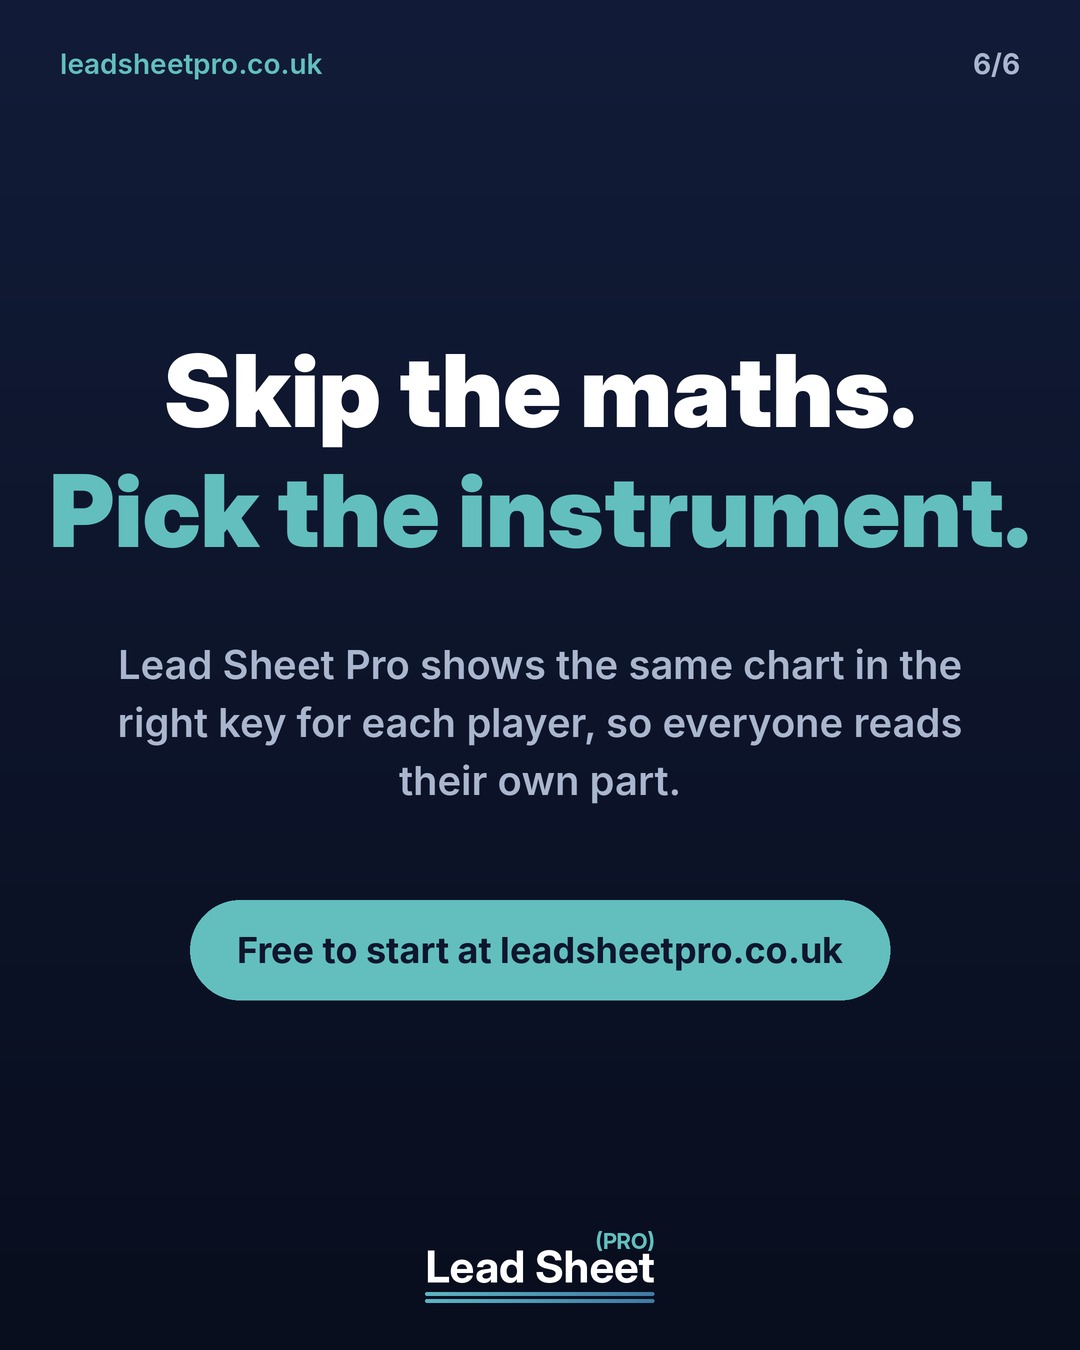 leadsheetpro.co.uk
6/6
Skip the maths.
Pick the instrument.
Lead Sheet Pro shows the same chart in the
right key for each player, so everyone reads
their own part.
Free to start at leadsheetpro.co.uk
(PRO)
Lead Sheet